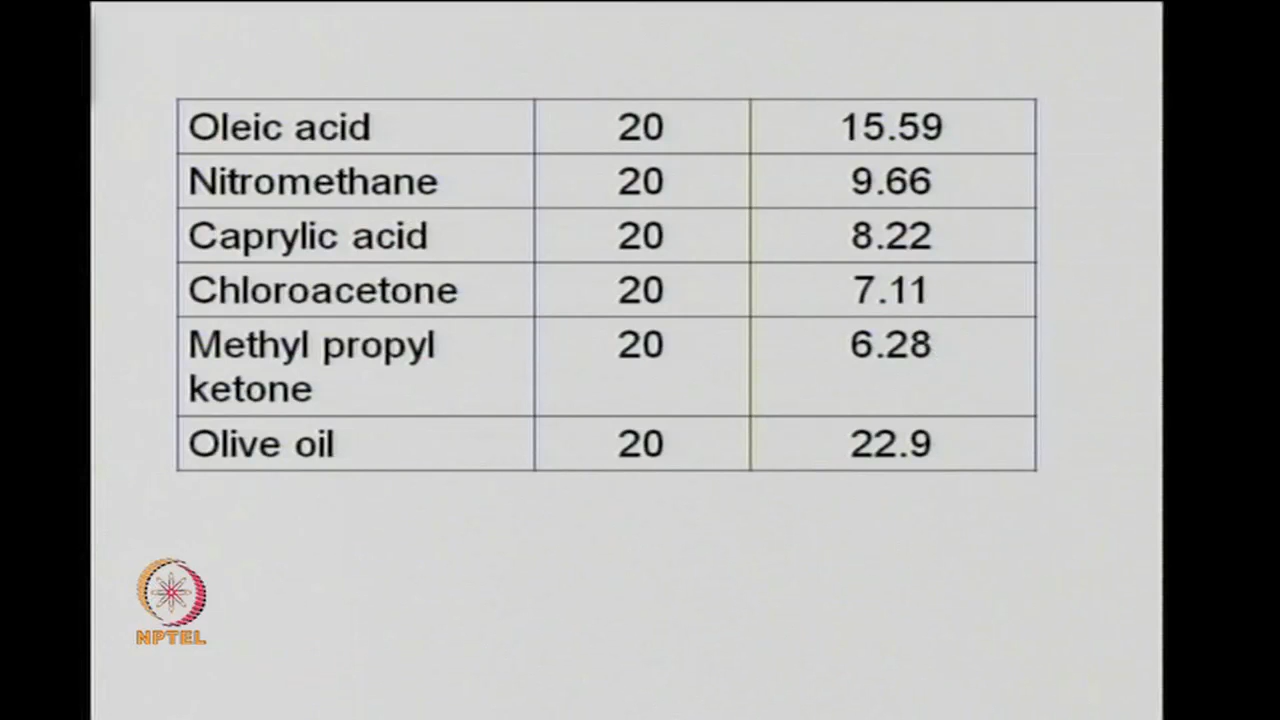 Oleic acid 20 15.59
Nitromethane 20 9.66
Caprylic acid 20 8.22
Chloroacetone 20 7.11
Methyl propyl 20 6.28
ketone
Olive oil 20 22.9
NPTEL